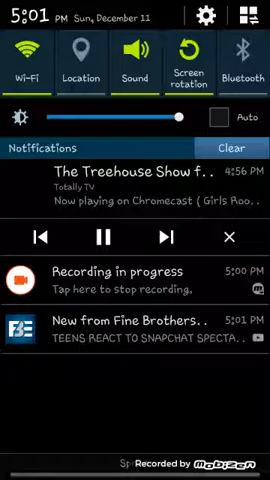 5:01 PM Sun, December 11
Wi-Fi
Location
Sound
Screen rotation
Bluetooth
Auto
Notifications
Clear
The Treehouse Show f.. 4:56 PM
Totally TV
Now playing on Chromecast ( Girls Roo..
Recording in progress 5:00 PM
Tap here to stop recording.
FBE
New from Fine Brothers.. 5:01 PM
TEENS REACT TO SNAPCHAT SPECTA..
Recorded by Mobizen